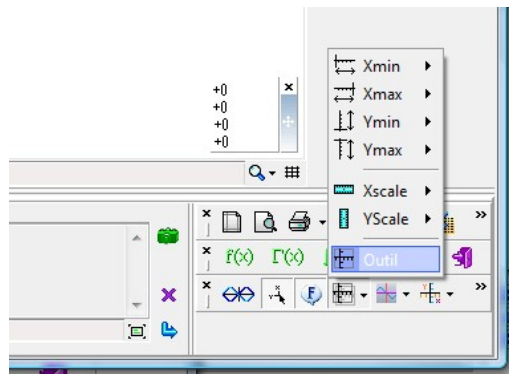 Xmin
Xmax
Ymin
Ymax
Xscale
YScale
Outil
+0
+0
+0
+0
f(x) Γ'(x)
F